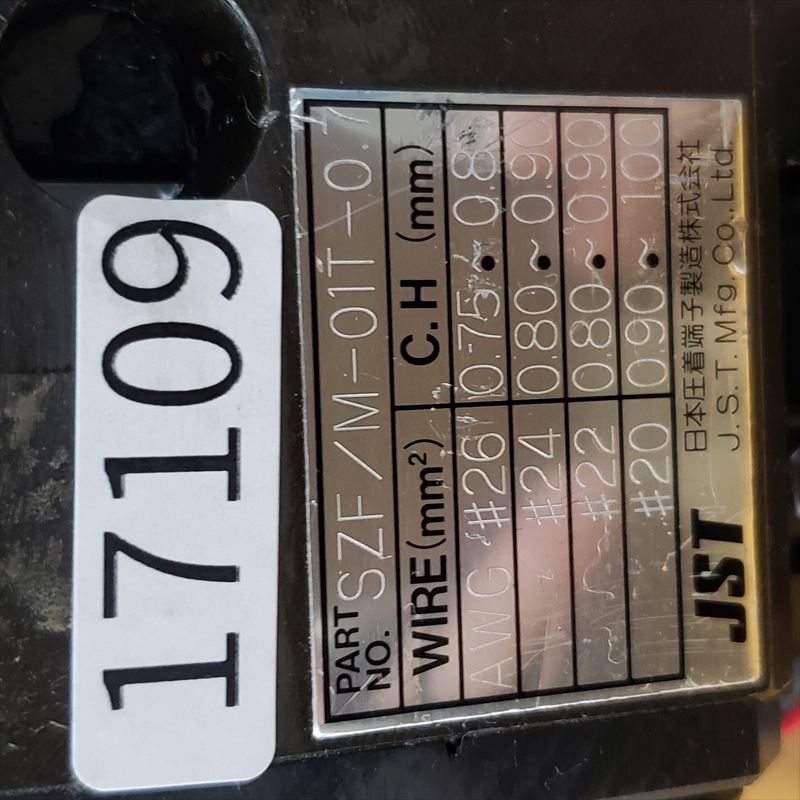 17109
PART NO. SZF/M-01T-0.7
WIRE(mm²) C.H (mm)
AWG #26 0.75~0.8
〃 #24 0.80~0.90
〃 #22 0.80~0.90
#20 0.90~1.00
JST 日本圧着端子製造株式会社
J.S.T.Mfg.Co.,Ltd.